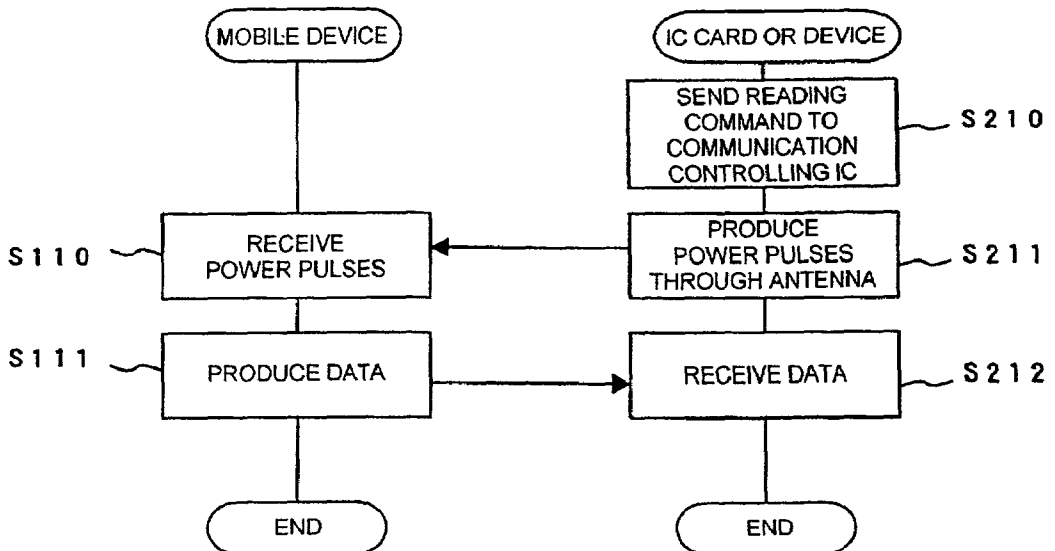 MOBILE DEVICE
IC CARD OR DEVICE
SEND READING
COMMAND TO
COMMUNICATION
CONTROLLING IC
S210
S110
RECEIVE
POWER PULSES
PRODUCE
POWER PULSES
THROUGH ANTENNA
S211
S111
PRODUCE DATA
RECEIVE DATA
S212
END
END